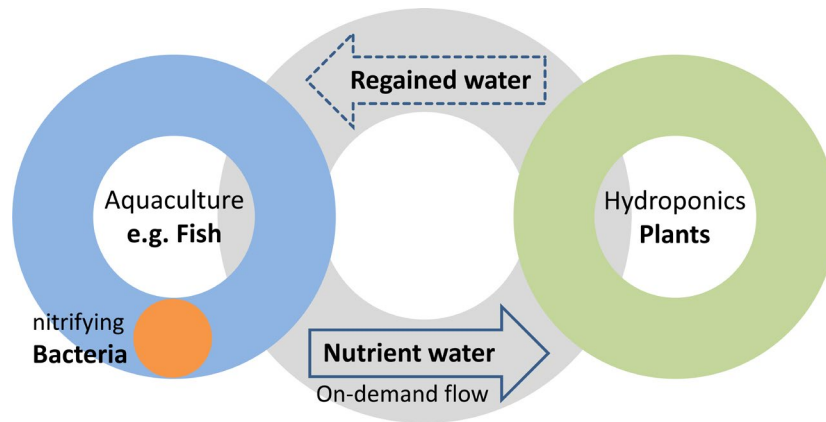 Regained water
Aquaculture
e.g. Fish
Hydroponics
Plants
nitrifying
Bacteria
Nutrient water
On-demand flow